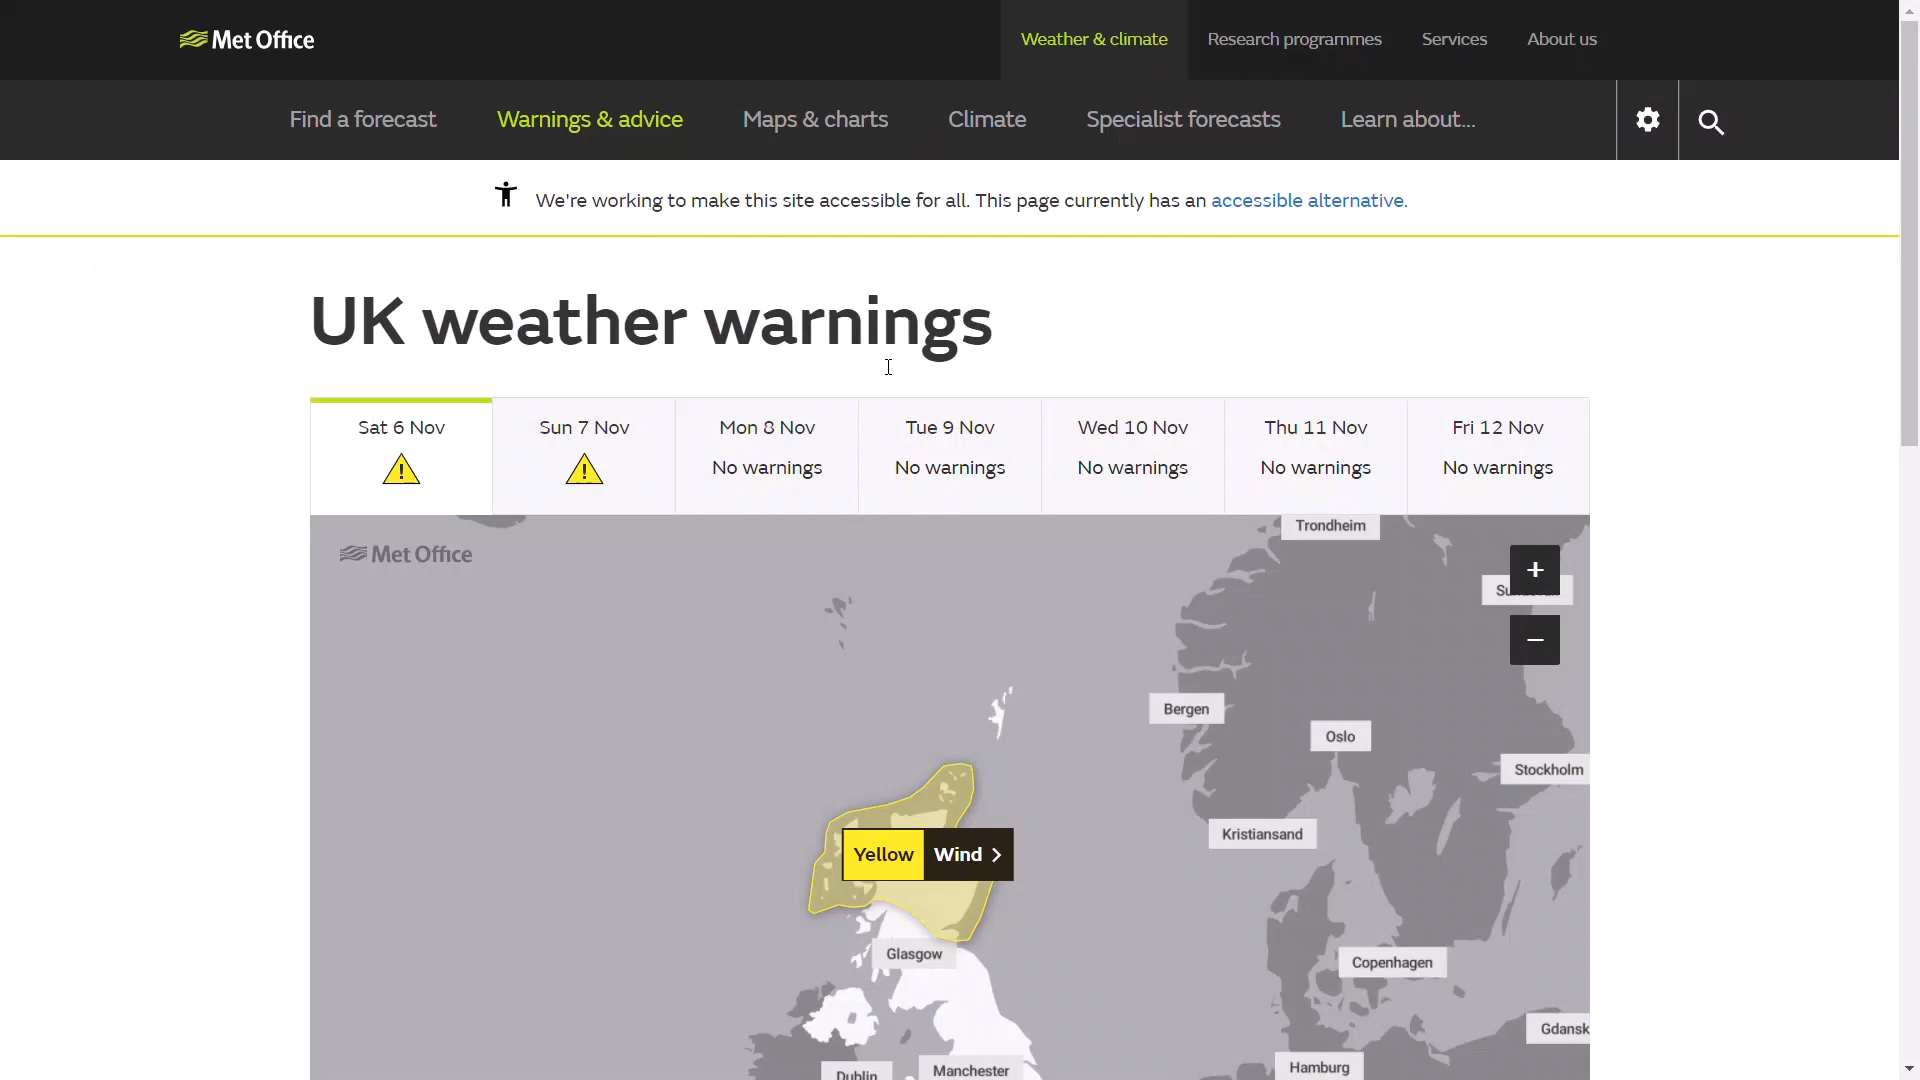 Met Office
Weather & climate
Research programmes
Services
About us
Find a forecast
Warnings & advice
Maps & charts
Climate
Specialist forecasts
Learn about...
We're working to make this site accessible for all. This page currently has an accessible alternative.
UK weather warnings
Sat 6 Nov
Sun 7 Nov
Mon 8 Nov
No warnings
Tue 9 Nov
No warnings
Wed 10 Nov
No warnings
Thu 11 Nov
No warnings
Fri 12 Nov
No warnings
Met Office
Trondheim
+
−
Bergen
Oslo
Stockholm
Kristiansand
Yellow Wind
Glasgow
Copenhagen
Gdansk
Hamburg
Manchester
Dublin